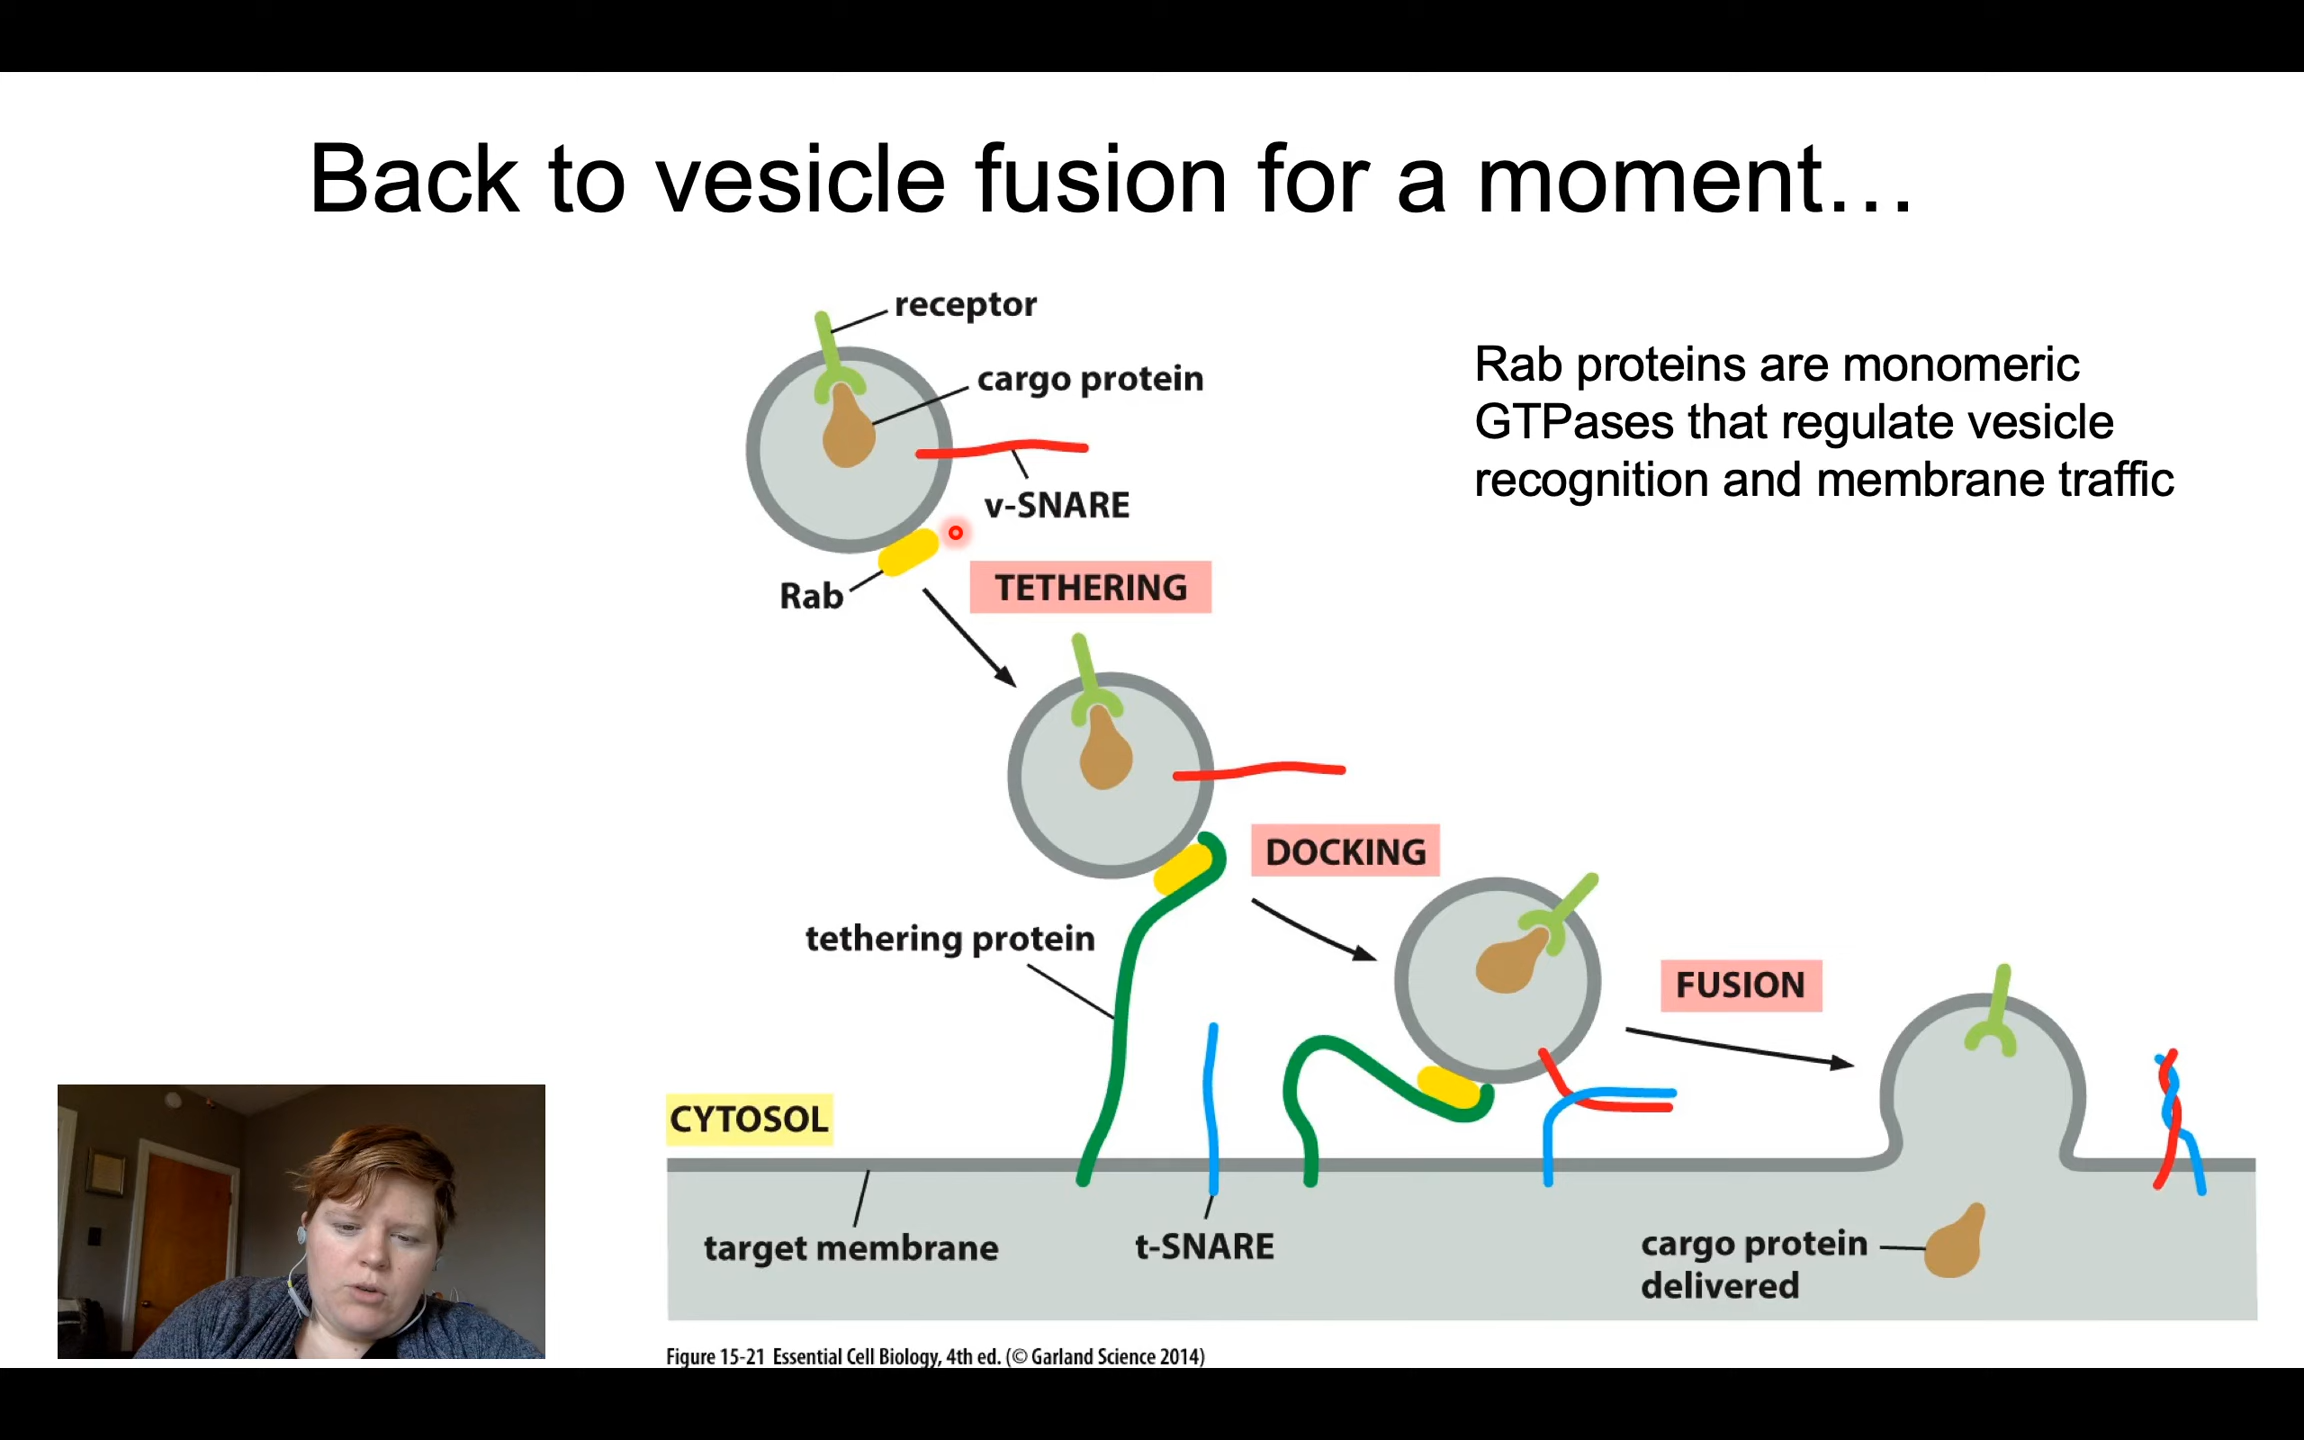 Back to vesicle fusion for a moment…
receptor
cargo protein
Rab proteins are monomeric
GTPases that regulate vesicle
recognition and membrane traffic
v-SNARE
Rab
TETHERING
DOCKING
tethering protein
FUSION
CYTOSOL
target membrane
t-SNARE
cargo protein
delivered
Figure 15-21 Essential Cell Biology, 4th ed. (© Garland Science 2014)